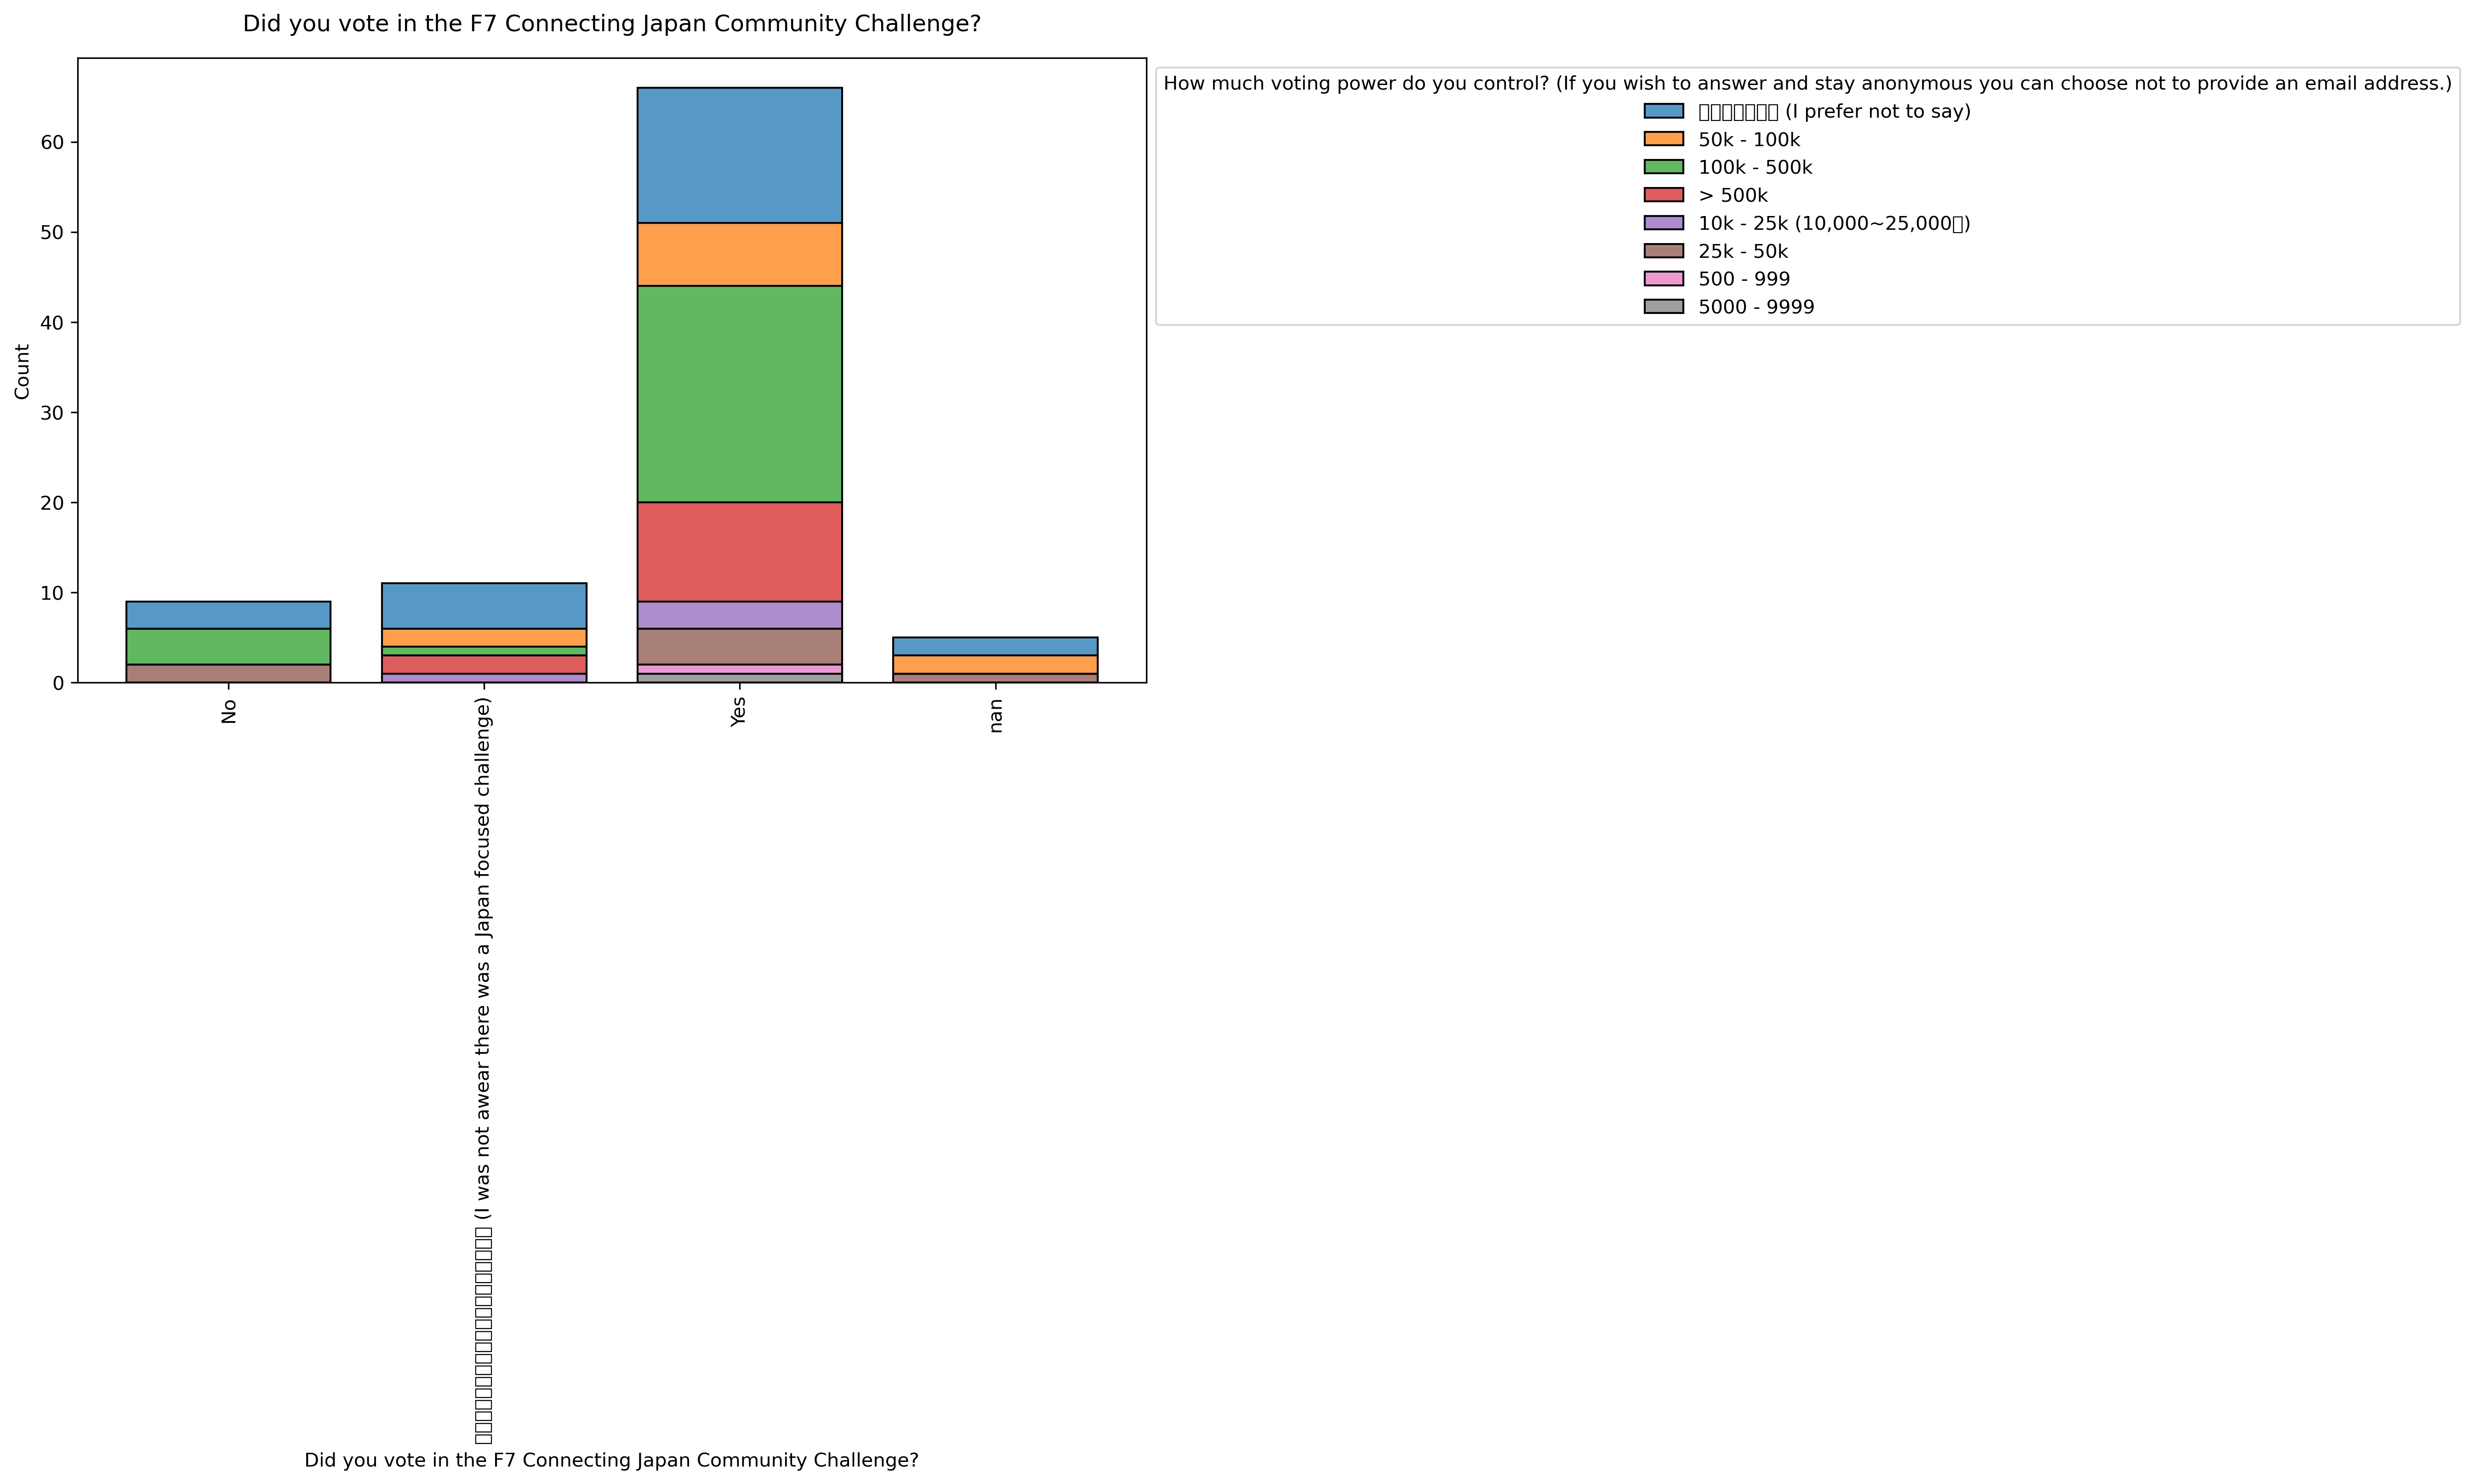 Did you vote in the F7 Connecting Japan Community Challenge?
How much voting power do you control? (If you wish to answer and stay anonymous you can choose not to provide an email address.)
(I prefer not to say)
50k - 100k
100k - 500k
> 500k
10k - 25k (10,000~25,000)
25k - 50k
500 - 999
5000 - 9999
Count
60
50
40
30
20
10
0
No
(I was not awear there was a Japan focused challenge)
Yes
nan
Did you vote in the F7 Connecting Japan Community Challenge?